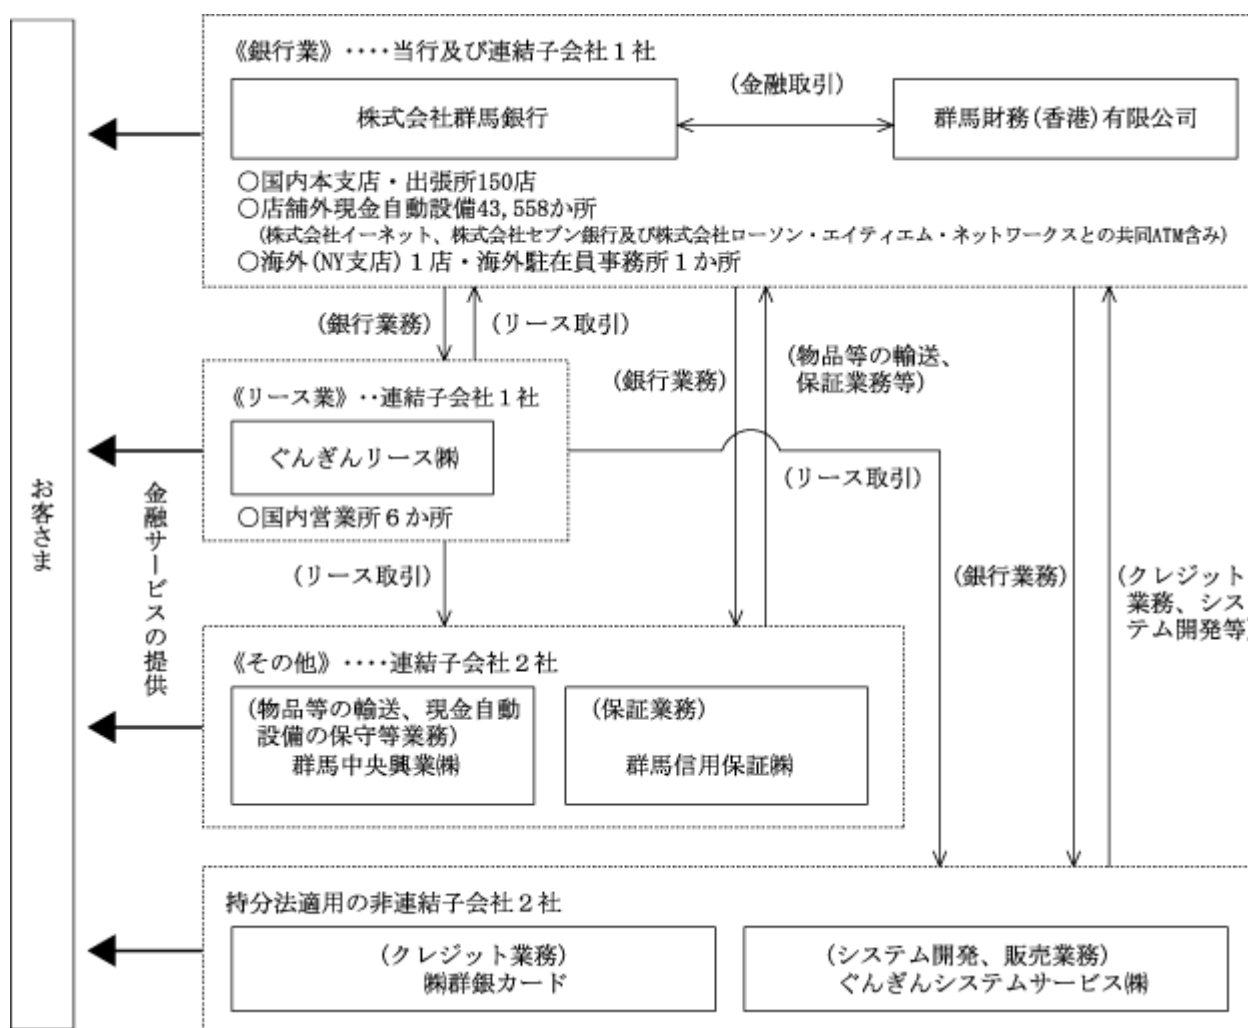 《銀行業》‥‥当行及び連結子会社１社
(金融取引)
株式会社群馬銀行
群馬財務(香港)有限公司
○国内本支店・出張所150店
○店舗外現金自動設備43,558か所
(株式会社イーネット、株式会社セブン銀行及び株式会社ローソン・エイティエム・ネットワークスとの共同ATM含み)
○海外(NY支店)１店・海外駐在員事務所１か所
(銀行業務)
(リース取引)
(銀行業務)
(物品等の輸送、
保証業務等)
《リース業》‥連結子会社１社
ぐんぎんリース㈱
○国内営業所６か所
(リース取引)
(リース取引)
(銀行業務)
(クレジット
業務、シス
テム開発等)
お客さま
金融サービスの提供
《その他》‥‥連結子会社２社
(物品等の輸送、現金自動
設備の保守等業務)
群馬中央興業㈱
(保証業務)
群馬信用保証㈱
持分法適用の非連結子会社２社
(クレジット業務)
㈱群銀カード
(システム開発、販売業務)
ぐんぎんシステムサービス㈱